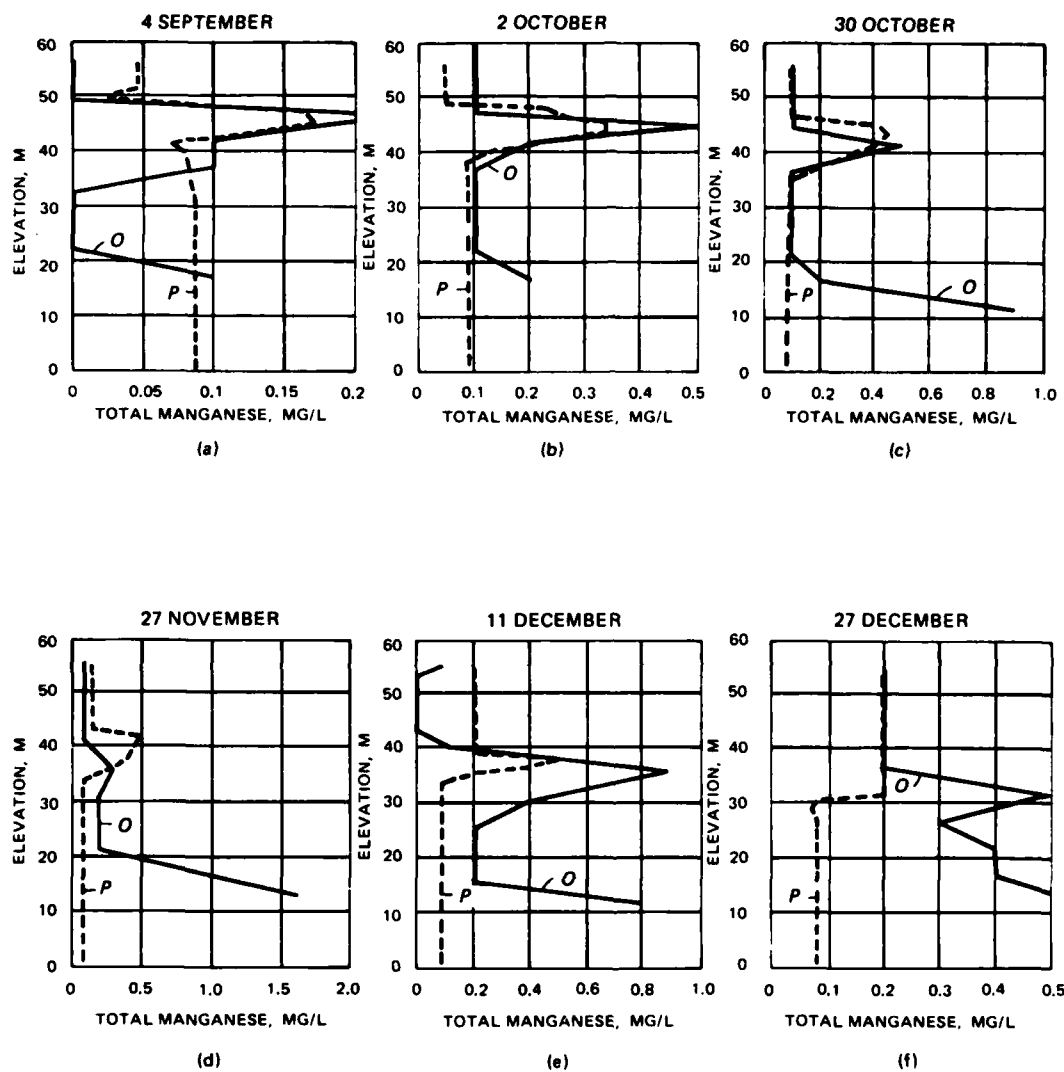 4 SEPTEMBER
60
50
40
30
20
10
0
ELEVATION, M
O
P
0 0.05 0.1 0.15 0.2
TOTAL MANGANESE, MG/L
(a)
2 OCTOBER
60
50
40
30
20
10
0
ELEVATION, M
O
P
0 0.1 0.2 0.3 0.4 0.5
TOTAL MANGANESE, MG/L
(b)
30 OCTOBER
60
50
40
30
20
10
0
ELEVATION, M
O
P
0 0.2 0.4 0.6 0.8 1.0
TOTAL MANGANESE, MG/L
(c)
27 NOVEMBER
60
50
40
30
20
10
0
ELEVATION, M
O
P
0 0.5 1.0 1.5 2.0
TOTAL MANGANESE, MG/L
(d)
11 DECEMBER
60
50
40
30
20
10
0
ELEVATION, M
O
P
0 0.2 0.4 0.6 0.8 1.0
TOTAL MANGANESE, MG/L
(e)
27 DECEMBER
60
50
40
30
20
10
0
ELEVATION, M
O
P
0 0.1 0.2 0.3 0.4 0.5
TOTAL MANGANESE, MG/L
(f)